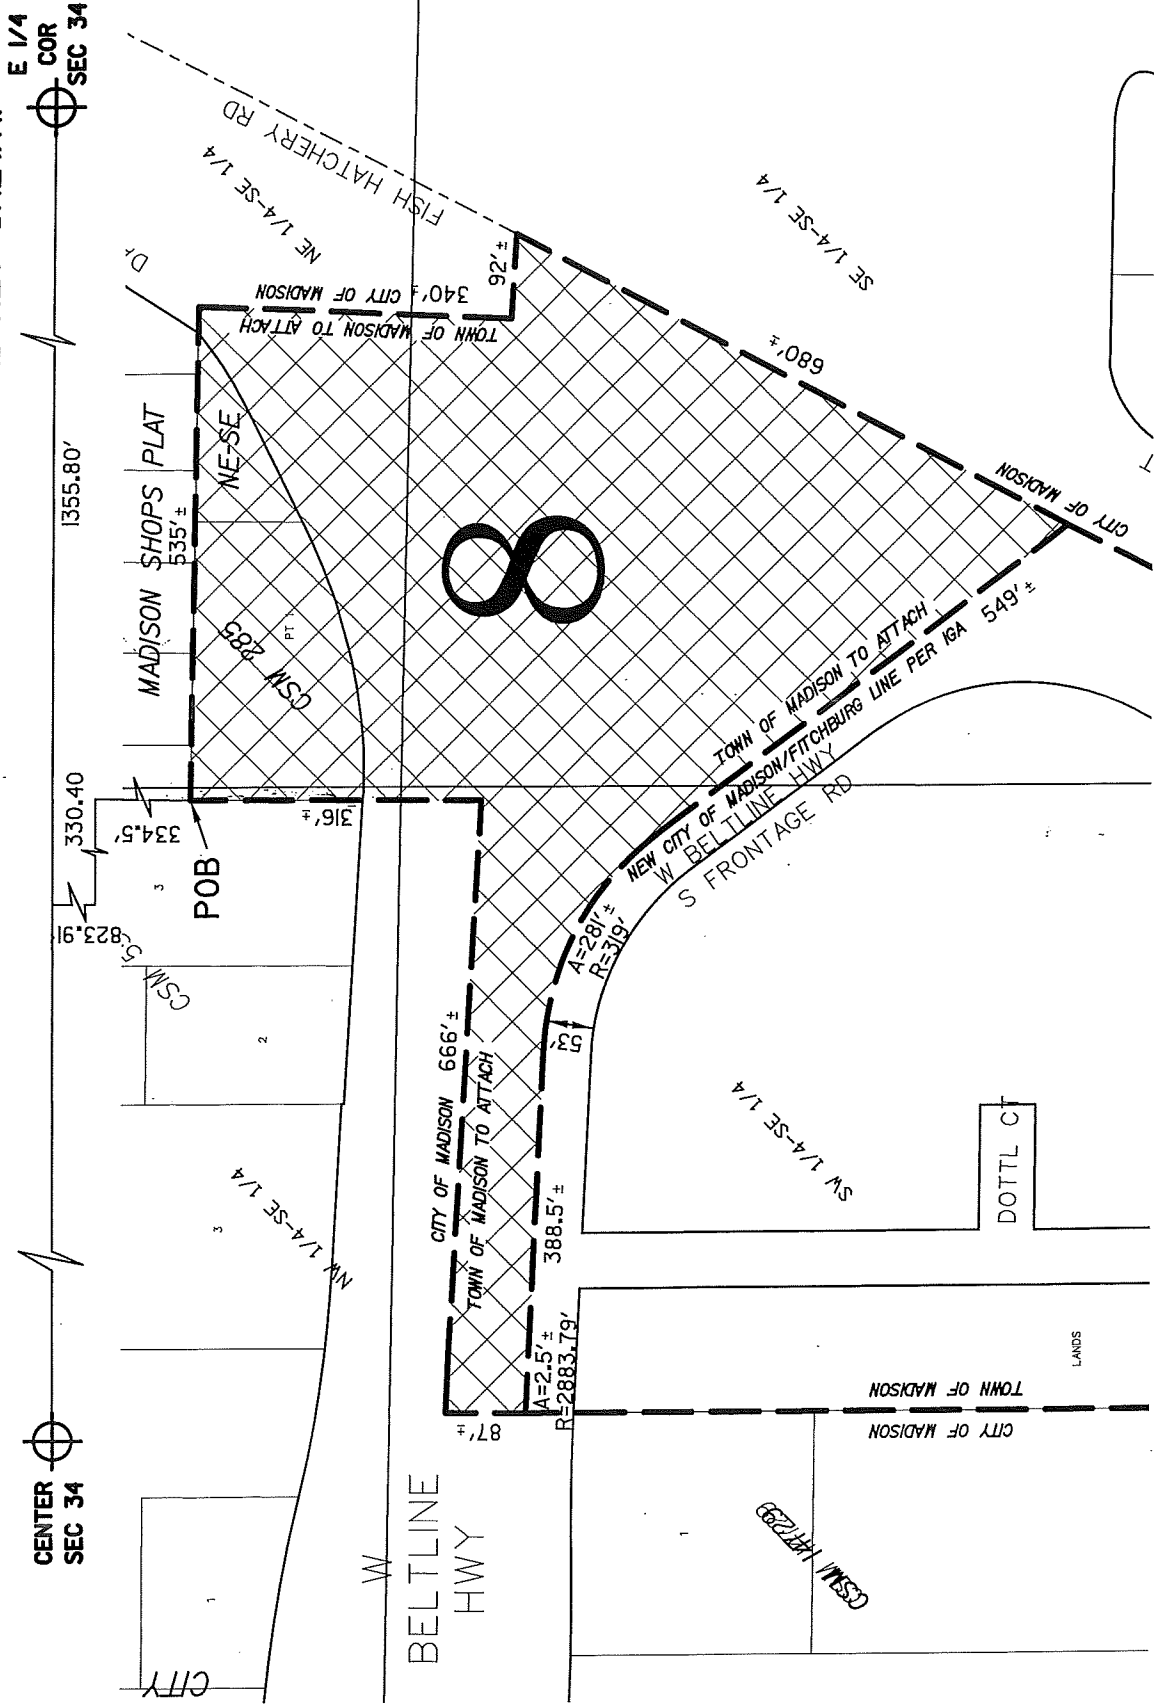 E 1/4
COR
SEC 34
1355.80'
330.40
823.91'
334.5'
CENTER
SEC 34
FISH HATCHERY RD
NE 1/4-SE 1/4
SE 1/4-SE 1/4
92'±
340'±
CITY OF MADISON
TOWN OF MADISON TO ATTACH
MADISON SHOPS PLAT
535'±
NE-SE
CSM 285
PT 1
8
680'±
CITY OF MADISON
549'±
TOWN OF MADISON TO ATTACH
NEW CITY OF MADISON/FITCHBURG LINE PER IGA
W BELTLINE HWY
S FRONTAGE RD
316'±
POB
3
CSM
2
3
NW 1/4-SE 1/4
A=281'±
R=319'
53'
CITY OF MADISON
666'±
TOWN OF MADISON TO ATTACH
388.5'±
A=2.5'±
R=2883.79'
87'±
SW 1/4-SE 1/4
DOTTL CT
LANDS
TOWN OF MADISON
CITY OF MADISON
W
BELTLINE
HWY
1
1
CITY